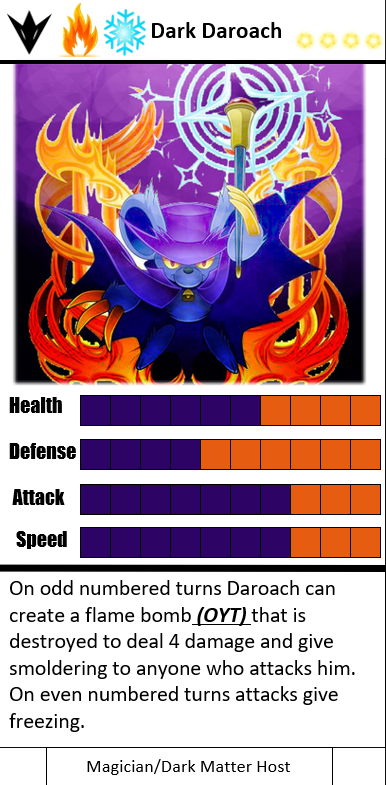 Dark Daroach
Health
Defense
Attack
Speed
On odd numbered turns Daroach can
create a flame bomb (OYT) that is
destroyed to deal 4 damage and give
smoldering to anyone who attacks him.
On even numbered turns attacks give
freezing.
Magician/Dark Matter Host